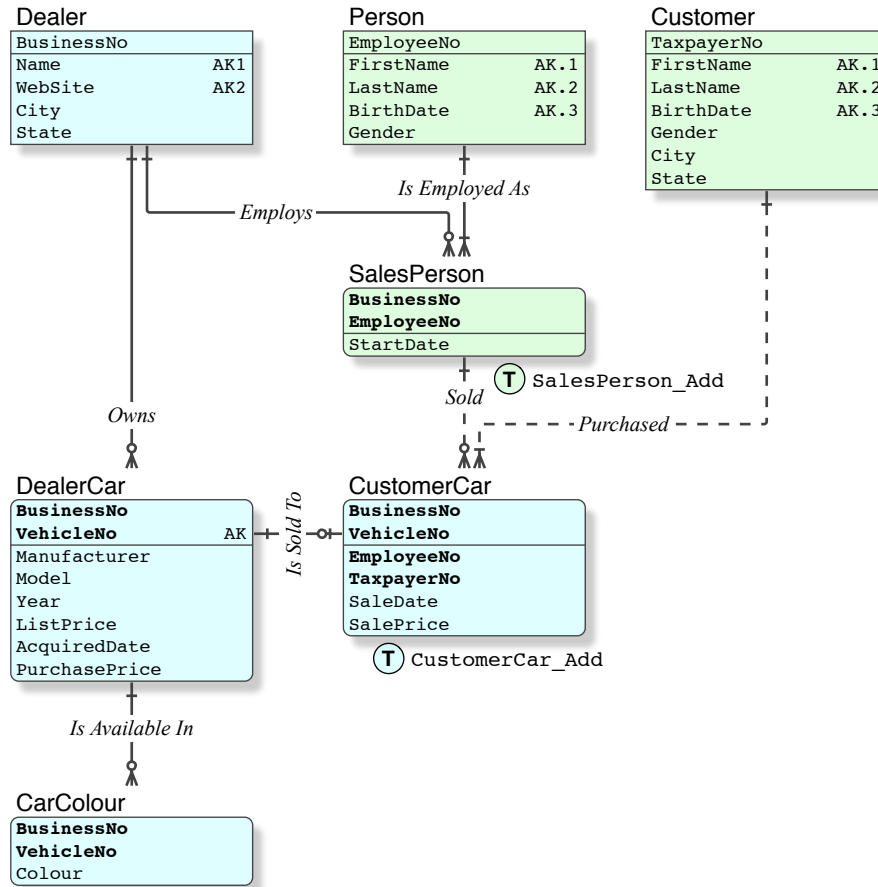 Dealer
BusinessNo
Name AK1
WebSite AK2
City
State
Person
EmployeeNo
FirstName AK.1
LastName AK.2
BirthDate AK.3
Gender
Customer
TaxpayerNo
FirstName AK.1
LastName AK.2
BirthDate AK.3
Gender
City
State
Is Employed As
Employs
SalesPerson
BusinessNo
EmployeeNo
StartDate
T SalesPerson_Add
Sold
Owns
Purchased
DealerCar
BusinessNo
VehicleNo AK
Manufacturer
Model
Year
ListPrice
AcquiredDate
PurchasePrice
Is Sold To
CustomerCar
BusinessNo
VehicleNo
EmployeeNo
TaxpayerNo
SaleDate
SalePrice
T CustomerCar_Add
Is Available In
CarColour
BusinessNo
VehicleNo
Colour